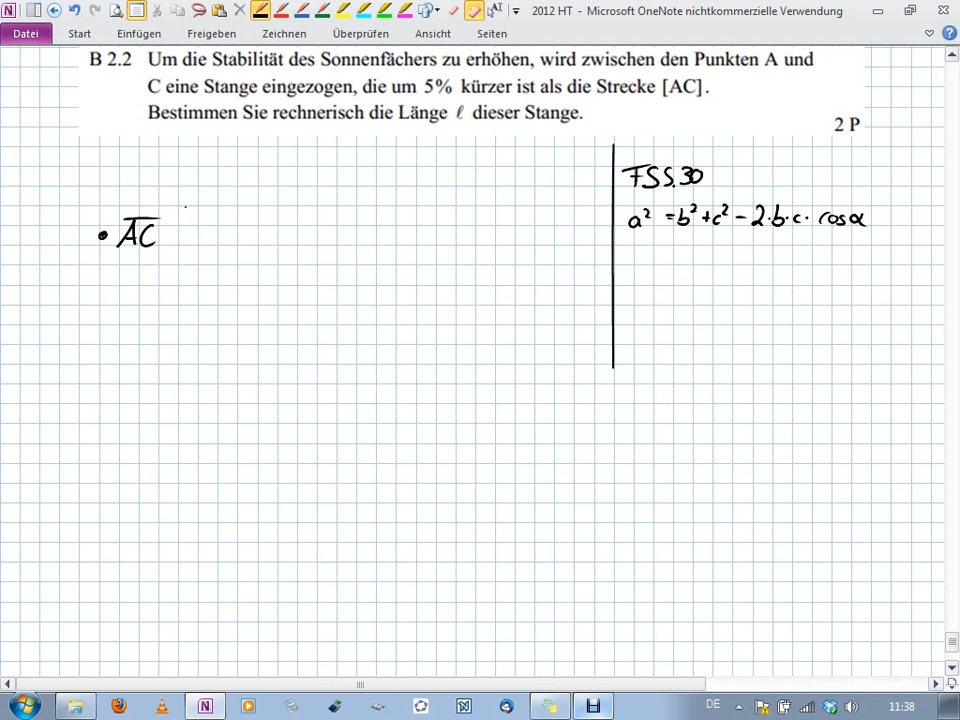 2012 HT - Microsoft OneNote nichtkommerzielle Verwendung
Datei Start Einfügen Freigeben Zeichnen Überprüfen Ansicht Seiten
B 2.2 Um die Stabilität des Sonnenfächers zu erhöhen, wird zwischen den Punkten A und
C eine Stange eingezogen, die um 5% kürzer ist als die Strecke [AC].
Bestimmen Sie rechnerisch die Länge ℓ dieser Stange.
2 P
FS S.30
a² = b² + c² - 2·b·c· cosα
• A̅C̅
DE 11:38